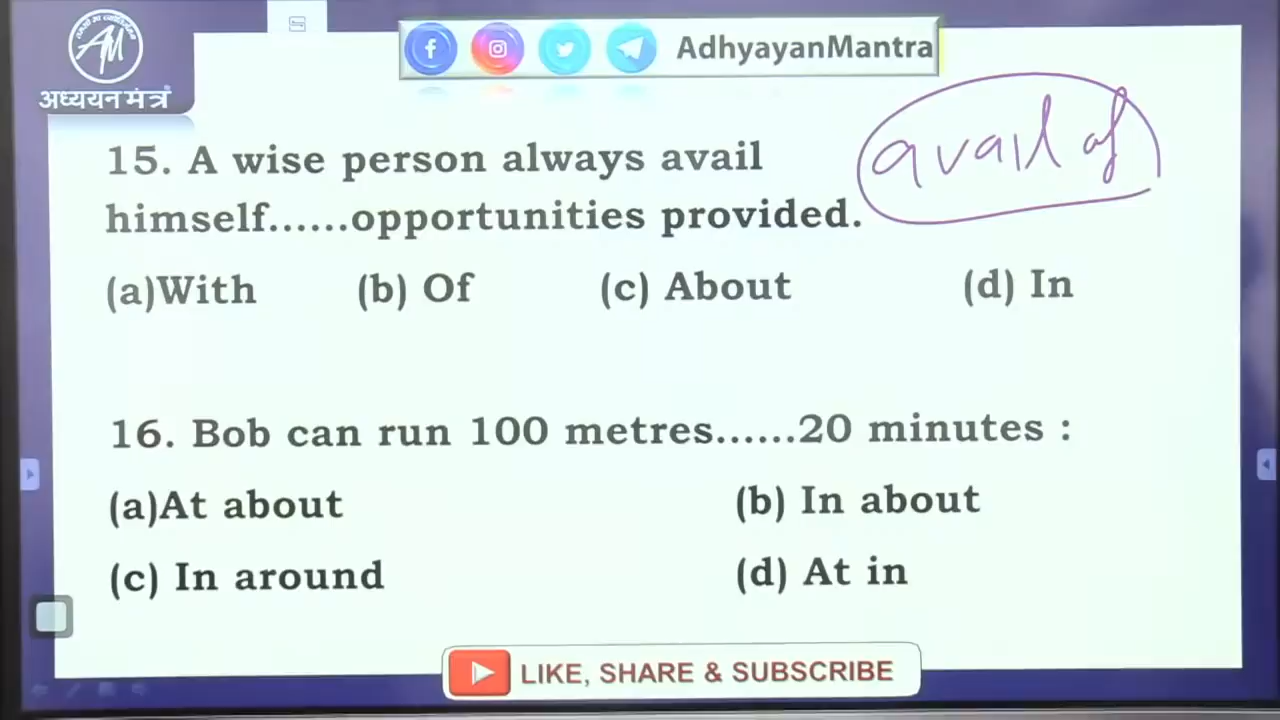 AM
अध्ययन मंत्रं
AdhyayanMantra
avail of
15. A wise person always avail
himself......opportunities provided.
(a)With (b) Of (c) About (d) In
16. Bob can run 100 metres......20 minutes :
(a)At about (b) In about
(c) In around (d) At in
LIKE, SHARE & SUBSCRIBE